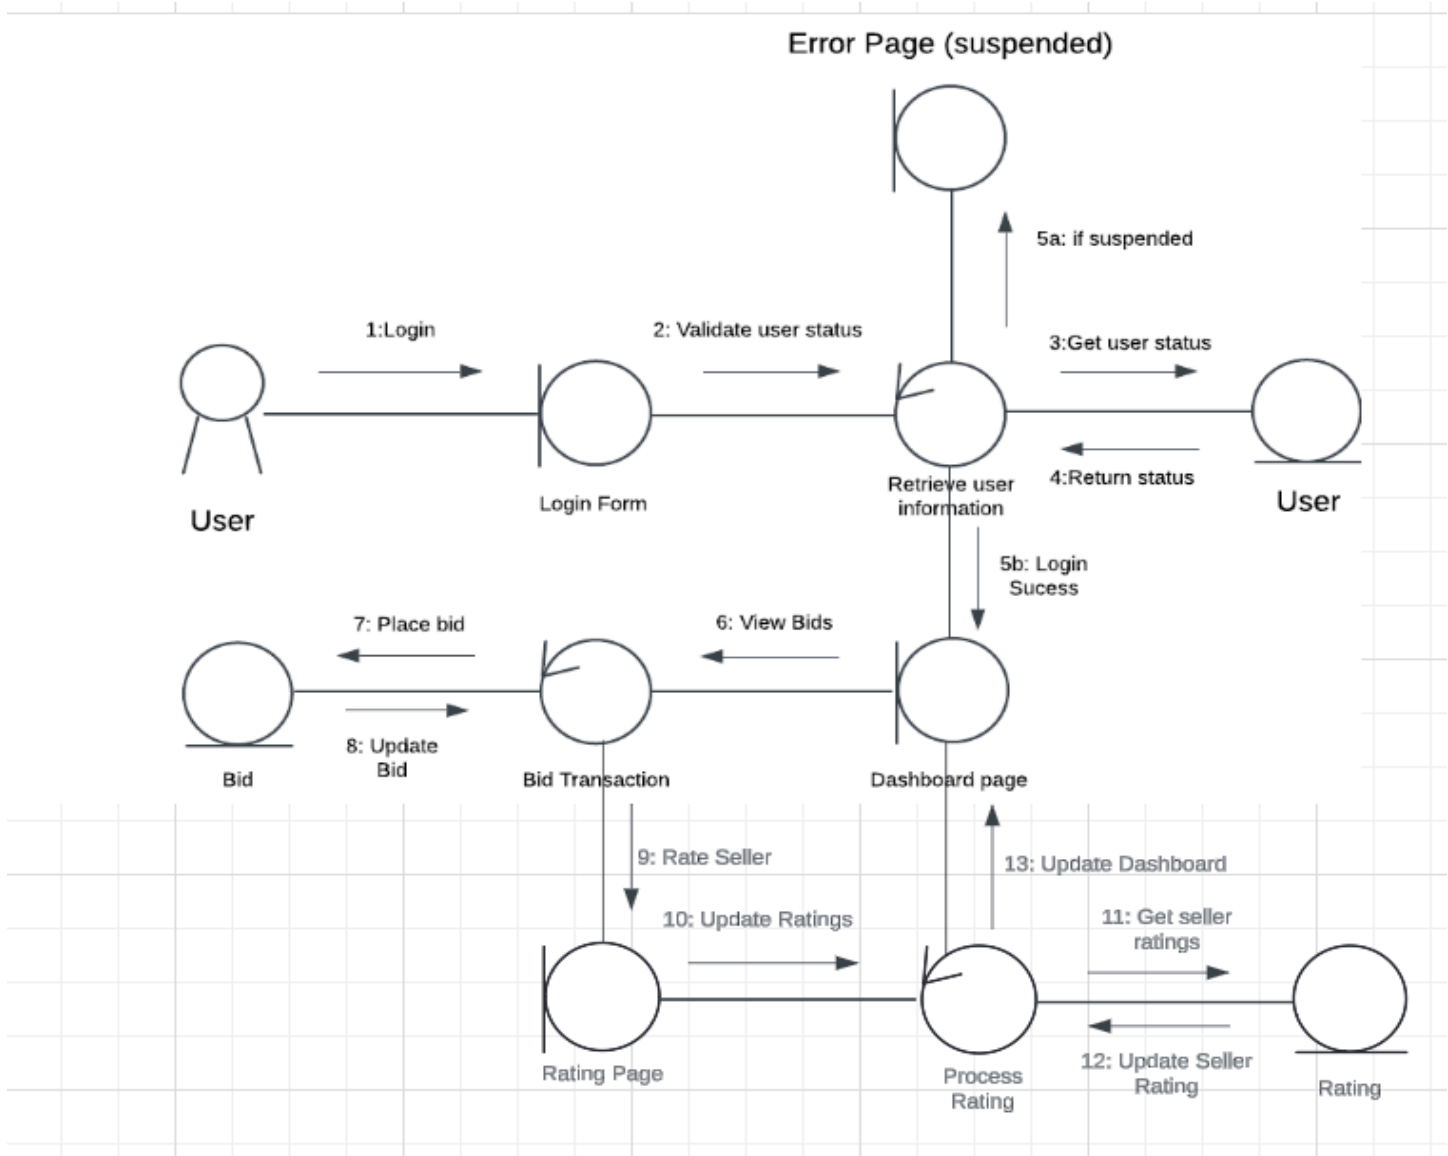 Error Page (suspended)
5a: if suspended
1:Login
2: Validate user status
3:Get user status
4:Return status
User
Login Form
Retrieve user
information
User
5b: Login
Sucess
7: Place bid
6: View Bids
8: Update
Bid
Bid
Bid Transaction
Dashboard page
9: Rate Seller
13: Update Dashboard
10: Update Ratings
11: Get seller
ratings
12: Update Seller
Rating
Rating Page
Process
Rating
Rating